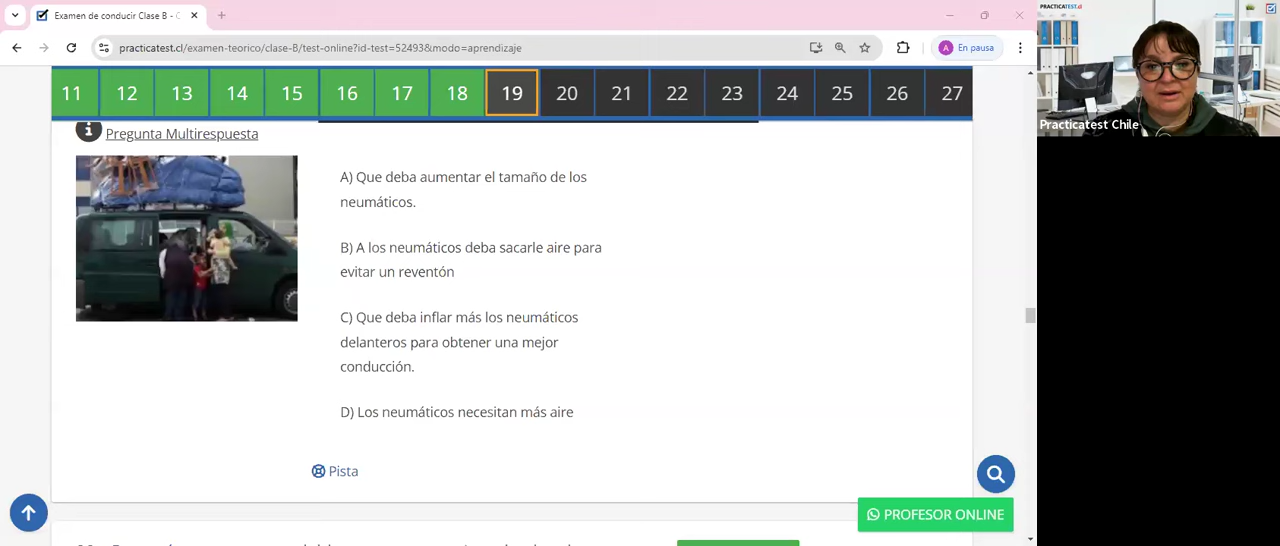 Examen de conducir Clase B - C
practicatest.cl/examen-teorico/clase-B/test-online?id-test=52493&modo=aprendizaje
A En pausa
PRACTICATEST.cl
Practicatest Chile
11 12 13 14 15 16 17 18 19 20 21 22 23 24 25 26 27
Pregunta Multirespuesta
A) Que deba aumentar el tamaño de los
neumáticos.
B) A los neumáticos deba sacarle aire para
evitar un reventón
C) Que deba inflar más los neumáticos
delanteros para obtener una mejor
conducción.
D) Los neumáticos necesitan más aire
Pista
PROFESOR ONLINE